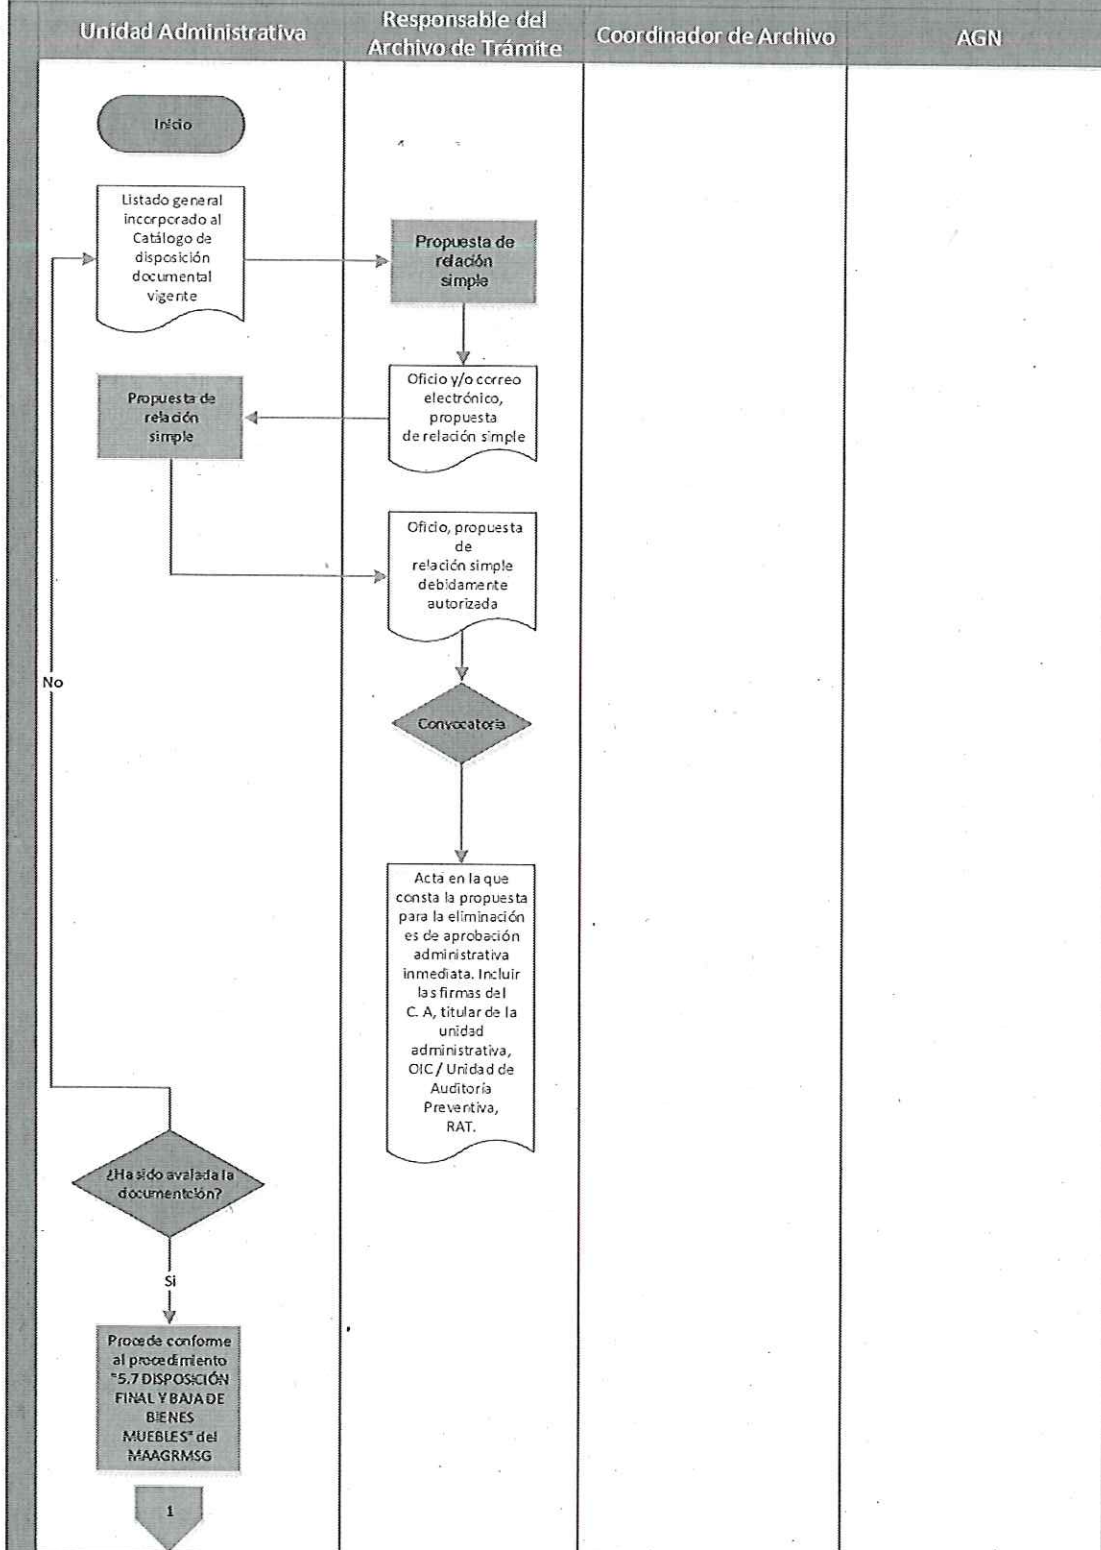 Unidad Administrativa
Responsable del
Archivo de Trámite
Coordinador de Archivo
AGN
Inicio
Listado general
incorporado al
Catálogo de
disposición
documental
vigente
Propuesta de
relación
simple
Oficio y/o correo
electrónico,
propuesta
de relación simple
Propuesta de
relación
simple
Oficio, propuesta
de
relación simple
debidamente
autorizada
No
Convocatoria
Acta en la que
consta la propuesta
para la eliminación
es de aprobación
administrativa
inmediata. Incluir
las firmas del
C. A, titular de la
unidad
administrativa,
OIC / Unidad de
Auditoría
Preventiva,
RAT.
¿Ha sido avalada la
documentción?
Si
Procede conforme
al procedimiento
"5.7 DISPOSICIÓN
FINAL Y BAJA DE
BIENES
MUEBLES" del
MAAGRMSG
1